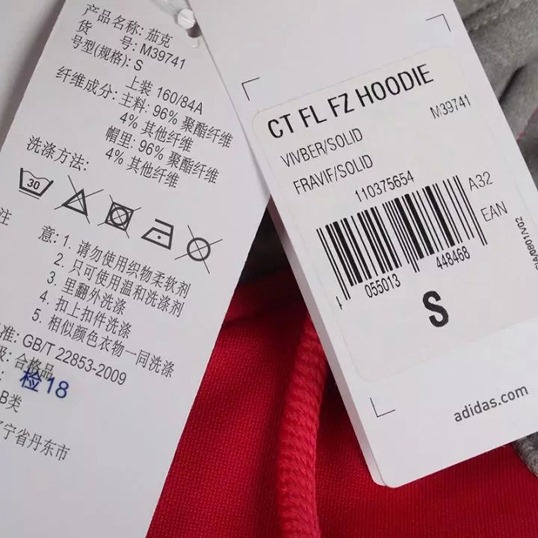 产品名称: 茄克
货 号: M39741
号型(规格): S
上装 160/84A
纤维成分: 主料: 96% 聚酯纤维
4% 其他纤维
帽里: 96% 聚酯纤维
4% 其他纤维
洗涤方法:
30
注 意: 1. 请勿使用织物柔软剂
2. 只可使用温和洗涤剂
3. 里翻外洗涤
4. 扣上扣件洗涤
5. 相似颜色衣物一同洗涤
准: GB/T 22853-2009
级: 合格品
检18
B类
辽宁省丹东市
CT FL FZ HOODIE
M39741
VIVBER/SOLID
FRAVIF/SOLID
110375654
A32
EAN
055013 448468
S
adidas.com